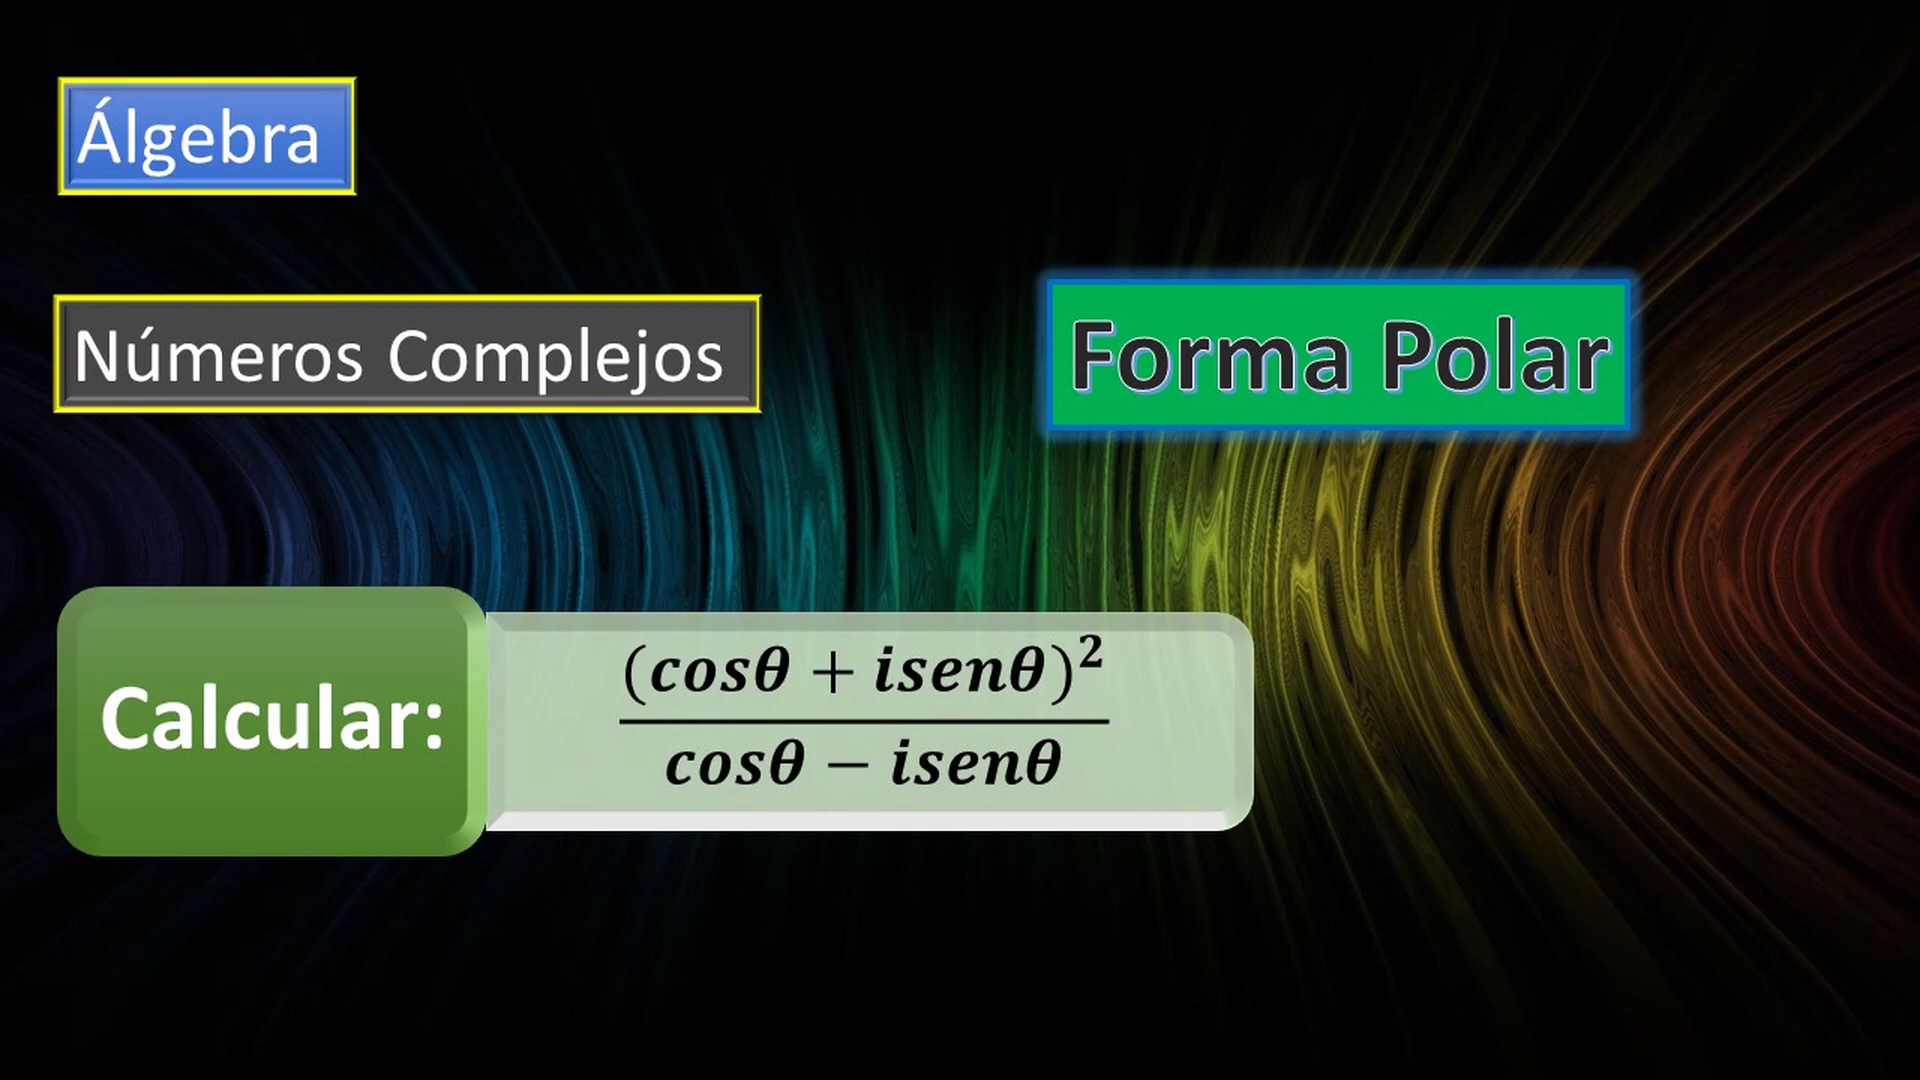 Álgebra
Números Complejos
Forma Polar
Calcular:
(cosθ + isenθ)²
cosθ − isenθ